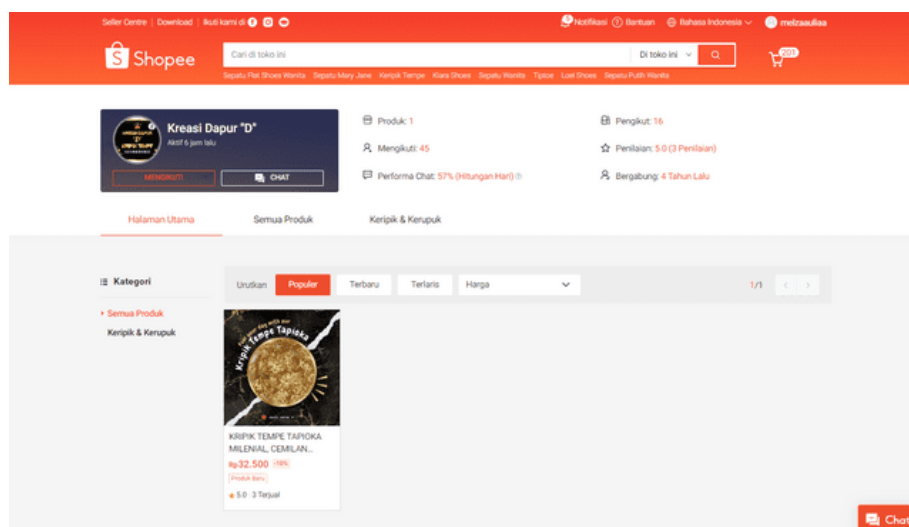 Seller Centre | Download | Ikuti kami di
Notifikasi Bantuan Bahasa Indonesia melzaauliaa
Shopee
Cari di toko ini
Di toko ini
201
Sepatu Flat Shoes Wanita Sepatu Mary Jane Keripik Tempe Kiara Shoes Sepatu Wanita Tiptoe Loel Shoes Sepatu Putih Wanita
Kreasi Dapur "D"
Aktif 6 jam lalu
MENGIKUTI
CHAT
Produk: 1
Pengikut: 16
Mengikuti: 45
Penilaian: 5.0 (3 Penilaian)
Performa Chat: 57% (Hitungan Hari)
Bergabung: 4 Tahun Lalu
Halaman Utama
Semua Produk
Keripik & Kerupuk
Kategori
Urutkan
Populer
Terbaru
Terlaris
Harga
1/1
Semua Produk
Keripik & Kerupuk
day with our
Kripik Tempe Tapioka
KRIPIK TEMPE TAPIOKA
MILENIAL, CEMILAN...
Rp32.500 -10%
Produk Baru
5.0 3 Terjual
Chat